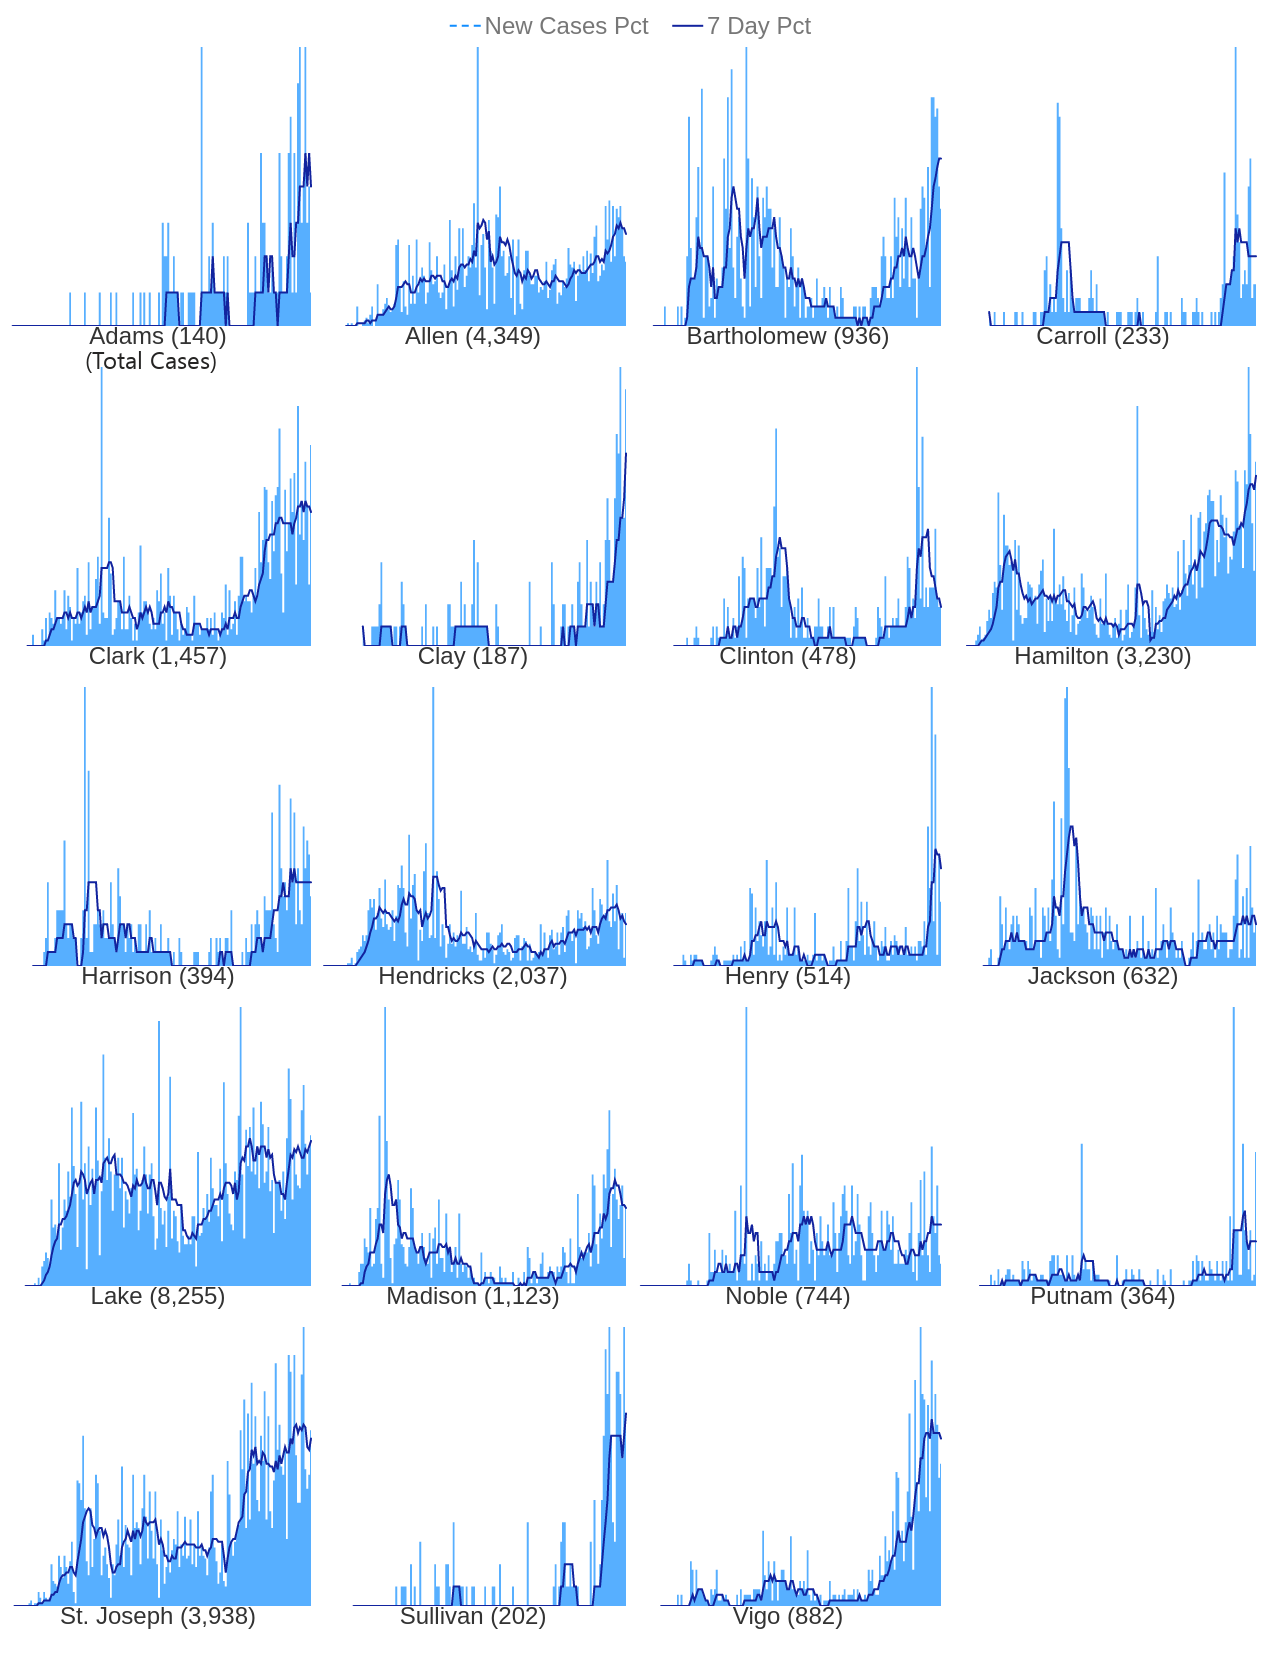 New Cases Pct 7 Day Pct
Adams (140) Allen (4,349) Bartholomew (936) Carroll (233)
(Total Cases)
Clark (1,457) Clay (187) Clinton (478) Hamilton (3,230)
Harrison (394) Hendricks (2,037) Henry (514) Jackson (632)
Lake (8,255) Madison (1,123) Noble (744) Putnam (364)
St. Joseph (3,938) Sullivan (202) Vigo (882)